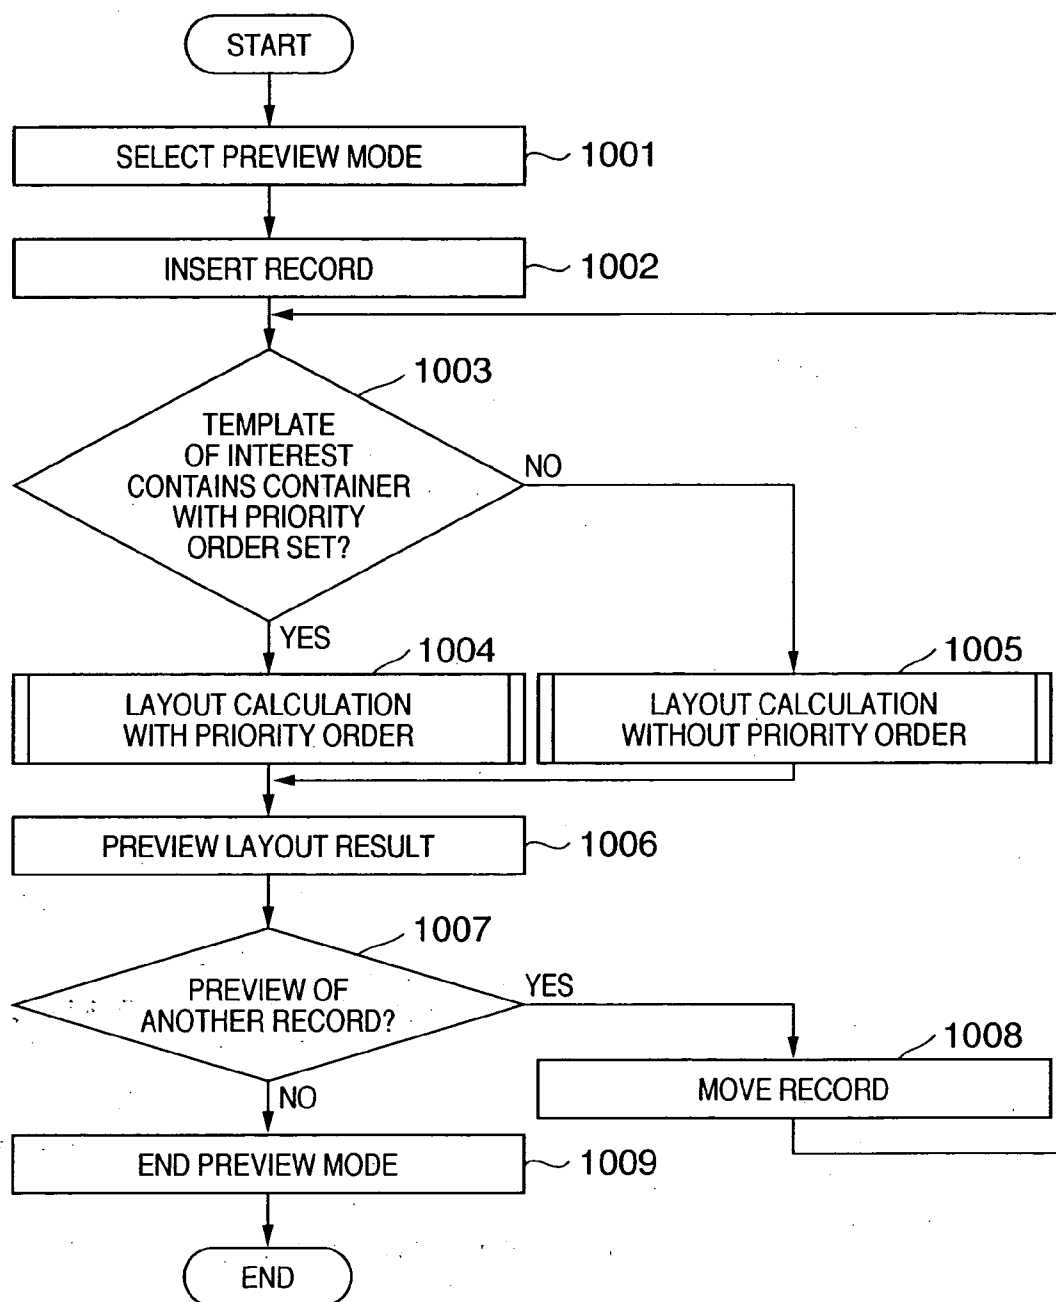 START
SELECT PREVIEW MODE
1001
INSERT RECORD
1002
1003
TEMPLATE
OF INTEREST
CONTAINS CONTAINER
WITH PRIORITY
ORDER SET?
NO
YES
1004
LAYOUT CALCULATION
WITH PRIORITY ORDER
1005
LAYOUT CALCULATION
WITHOUT PRIORITY ORDER
PREVIEW LAYOUT RESULT
1006
1007
PREVIEW OF
ANOTHER RECORD?
YES
1008
MOVE RECORD
NO
END PREVIEW MODE
1009
END